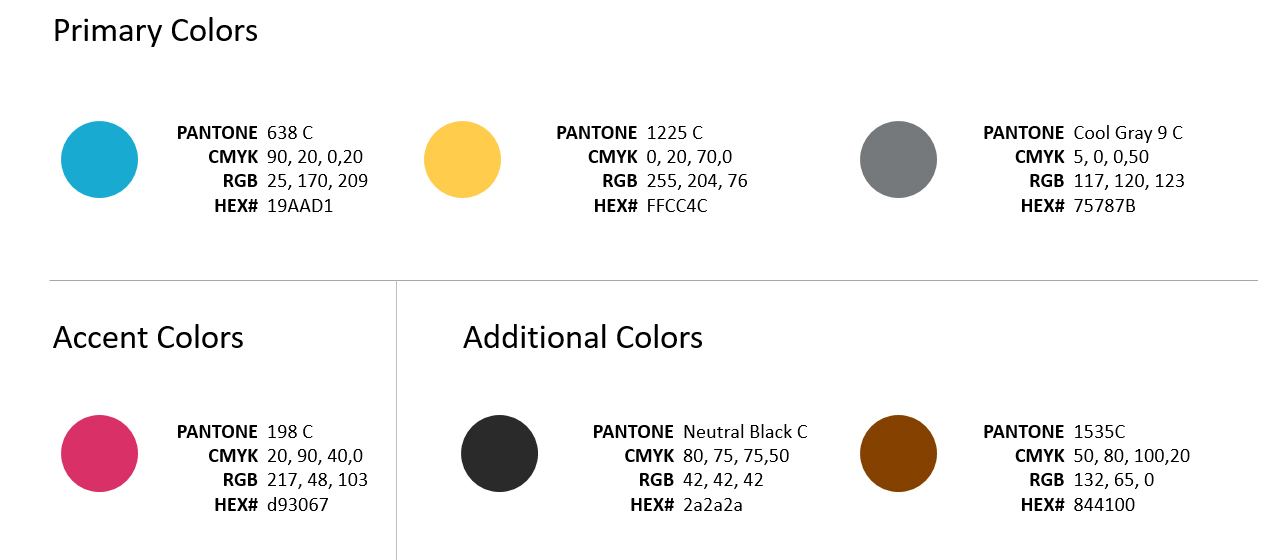 Primary Colors
PANTONE 638 C
CMYK 90, 20, 0,20
RGB 25, 170, 209
HEX# 19AAD1
PANTONE 1225 C
CMYK 0, 20, 70,0
RGB 255, 204, 76
HEX# FFCC4C
PANTONE Cool Gray 9 C
CMYK 5, 0, 0,50
RGB 117, 120, 123
HEX# 75787B
Accent Colors
PANTONE 198 C
CMYK 20, 90, 40,0
RGB 217, 48, 103
HEX# d93067
Additional Colors
PANTONE Neutral Black C
CMYK 80, 75, 75,50
RGB 42, 42, 42
HEX# 2a2a2a
PANTONE 1535C
CMYK 50, 80, 100,20
RGB 132, 65, 0
HEX# 844100